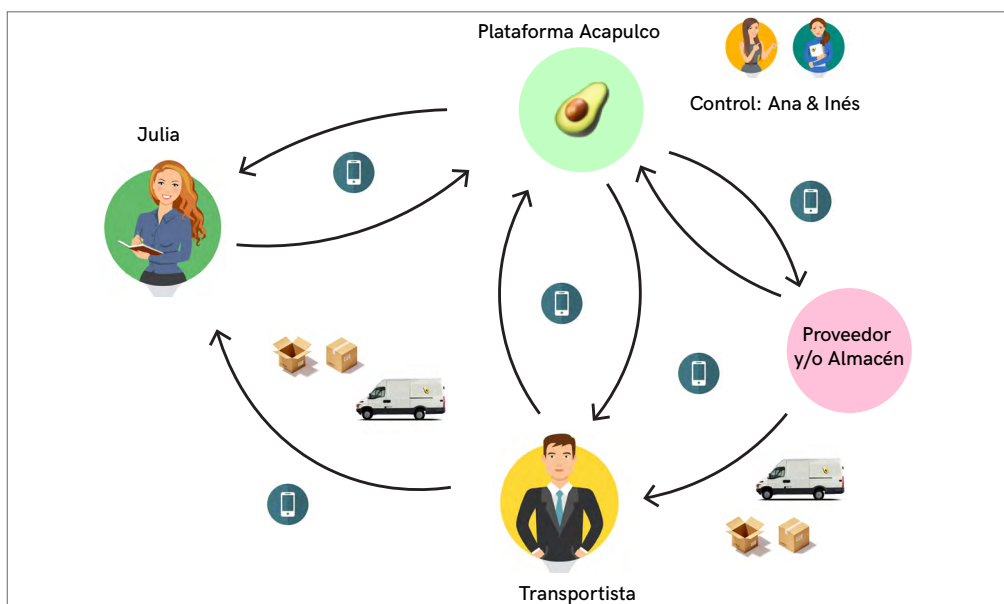 Plataforma Acapulco
Control: Ana & Inés
Julia
Proveedor
y/o Almacén
Transportista